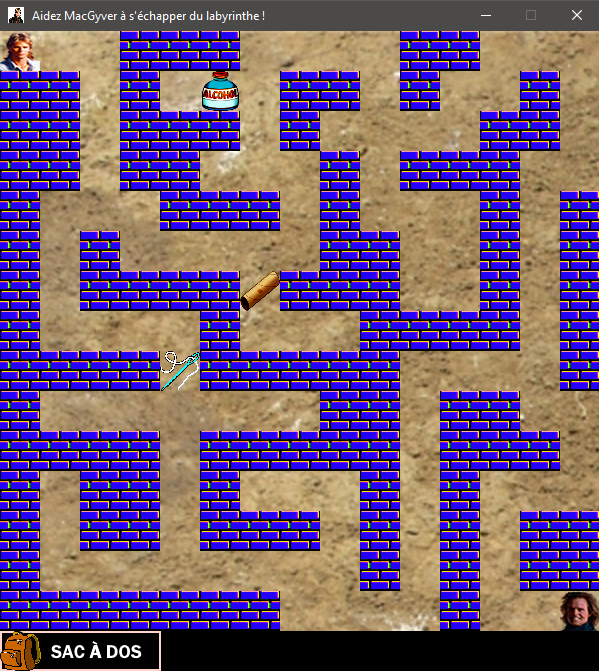 Aidez MacGyver à s'échapper du labyrinthe !
ALCOHOL
SAC À DOS